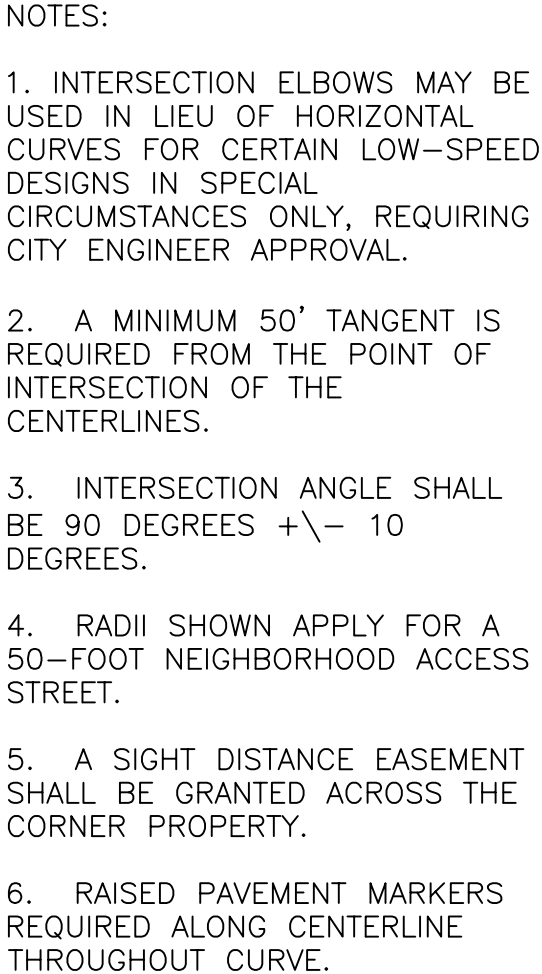 NOTES:
1. INTERSECTION ELBOWS MAY BE
USED IN LIEU OF HORIZONTAL
CURVES FOR CERTAIN LOW-SPEED
DESIGNS IN SPECIAL
CIRCUMSTANCES ONLY, REQUIRING
CITY ENGINEER APPROVAL.
2. A MINIMUM 50' TANGENT IS
REQUIRED FROM THE POINT OF
INTERSECTION OF THE
CENTERLINES.
3. INTERSECTION ANGLE SHALL
BE 90 DEGREES +\- 10
DEGREES.
4. RADII SHOWN APPLY FOR A
50-FOOT NEIGHBORHOOD ACCESS
STREET.
5. A SIGHT DISTANCE EASEMENT
SHALL BE GRANTED ACROSS THE
CORNER PROPERTY.
6. RAISED PAVEMENT MARKERS
REQUIRED ALONG CENTERLINE
THROUGHOUT CURVE.